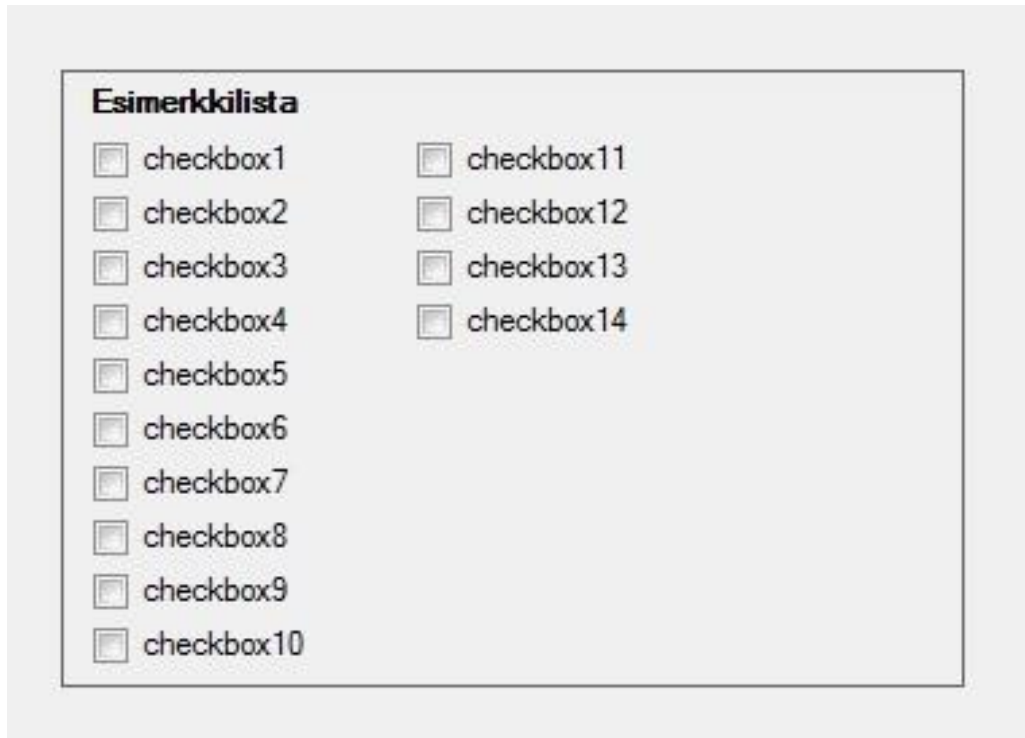 Esimerkkilista
checkbox1
checkbox2
checkbox3
checkbox4
checkbox5
checkbox6
checkbox7
checkbox8
checkbox9
checkbox10
checkbox11
checkbox12
checkbox13
checkbox14